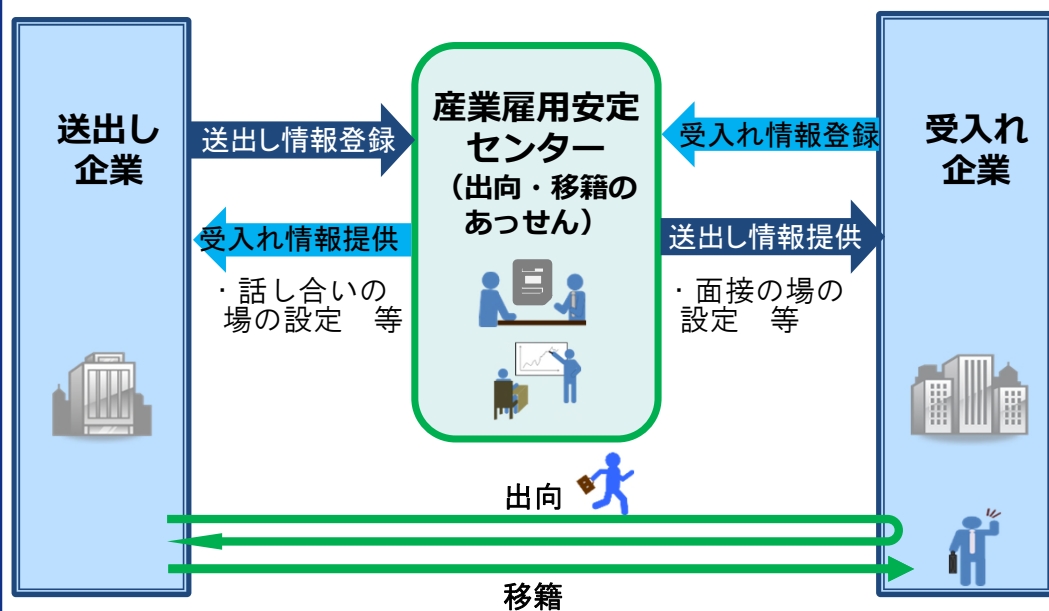 送出し
企業
送出し情報登録
受入れ情報提供
・話し合いの
場の設定　等
産業雇用安定
センター
（出向・移籍の
あっせん）
受入れ情報登録
送出し情報提供
・面接の場の
設定　等
受入れ
企業
出向
移籍